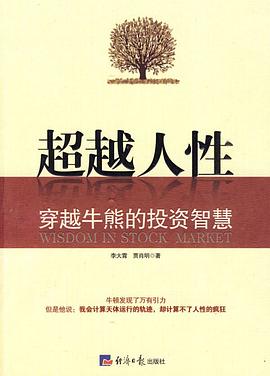 超越人性
穿越牛熊的投资智慧
WISDOM IN STOCK MARKET
李大霄 贾肖明◎著
牛顿发现了万有引力
但是他说：我会计算天体运行的轨迹，却计算不了人性的疯狂
经济日报出版社